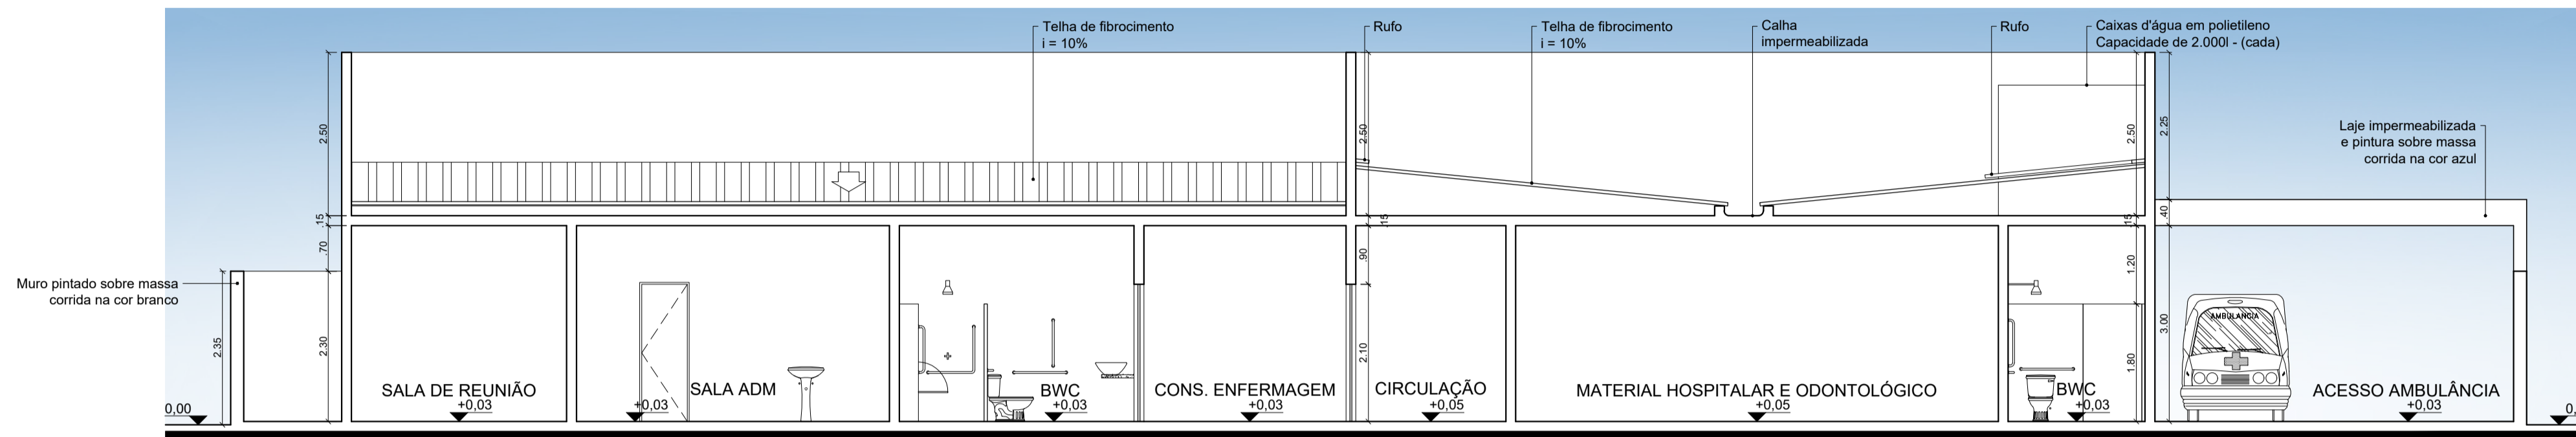 Telha de fibrocimento
i = 10%
Rufo
Telha de fibrocimento
i = 10%
Calha
impermeabilizada
Rufo
Caixas d'água em polietileno
Capacidade de 2.000l - (cada)
Laje impermeabilizada
e pintura sobre massa
corrida na cor azul
Muro pintado sobre massa
corrida na cor branco
2.50
.15
.70
2.30
2.35
2.50
.15
.90
2.10
2.50
.15
1.20
1.80
2.25
.40
3.00
AMBULANCIA
0,00
SALA DE REUNIÃO
+0,03
SALA ADM
+0,03
BWC
+0,03
CONS. ENFERMAGEM
+0,03
CIRCULAÇÃO
+0,05
MATERIAL HOSPITALAR E ODONTOLÓGICO
+0,05
BWC
+0,03
ACESSO AMBULÂNCIA
+0,03